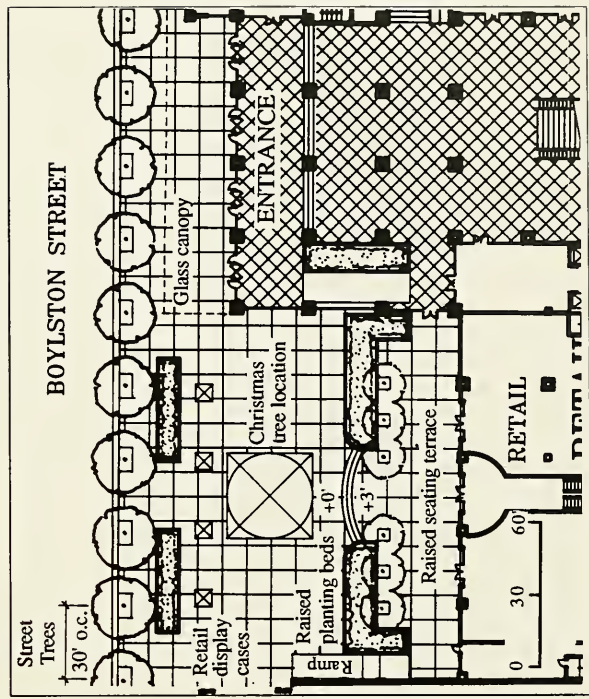 BOYLSTON STREET
Street
Trees
30' o.c.
Glass canopy
ENTRANCE
Christmas
tree location
Retail
display
cases
Raised
planting beds
+0'
+3'
Ramp
Raised seating terrace
RETAIL
RETAIL
0 30 60'